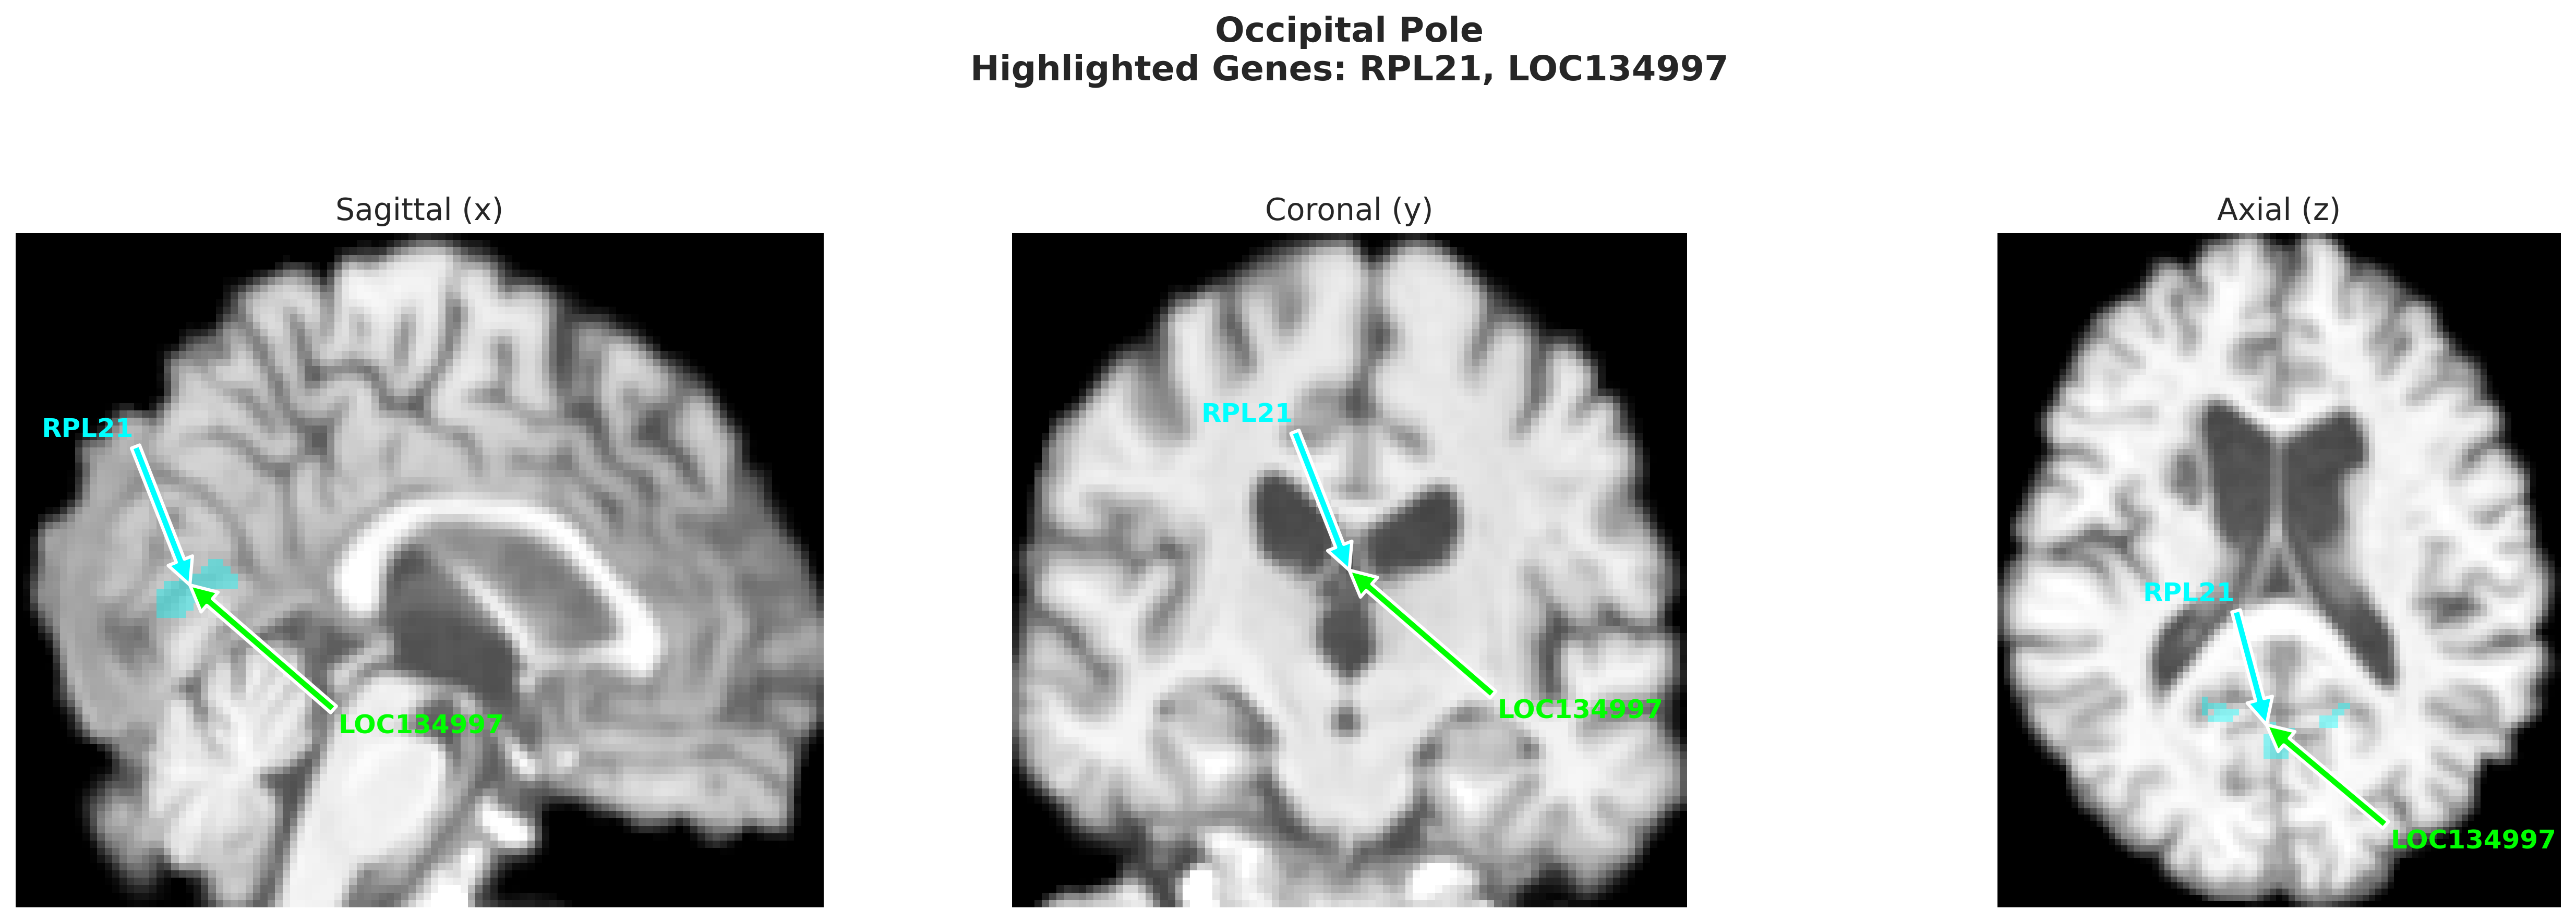 Occipital Pole
Highlighted Genes: RPL21, LOC134997
Sagittal (x)
Coronal (y)
Axial (z)
RPL21
LOC134997
RPL21
LOC134997
RPL21
LOC134997